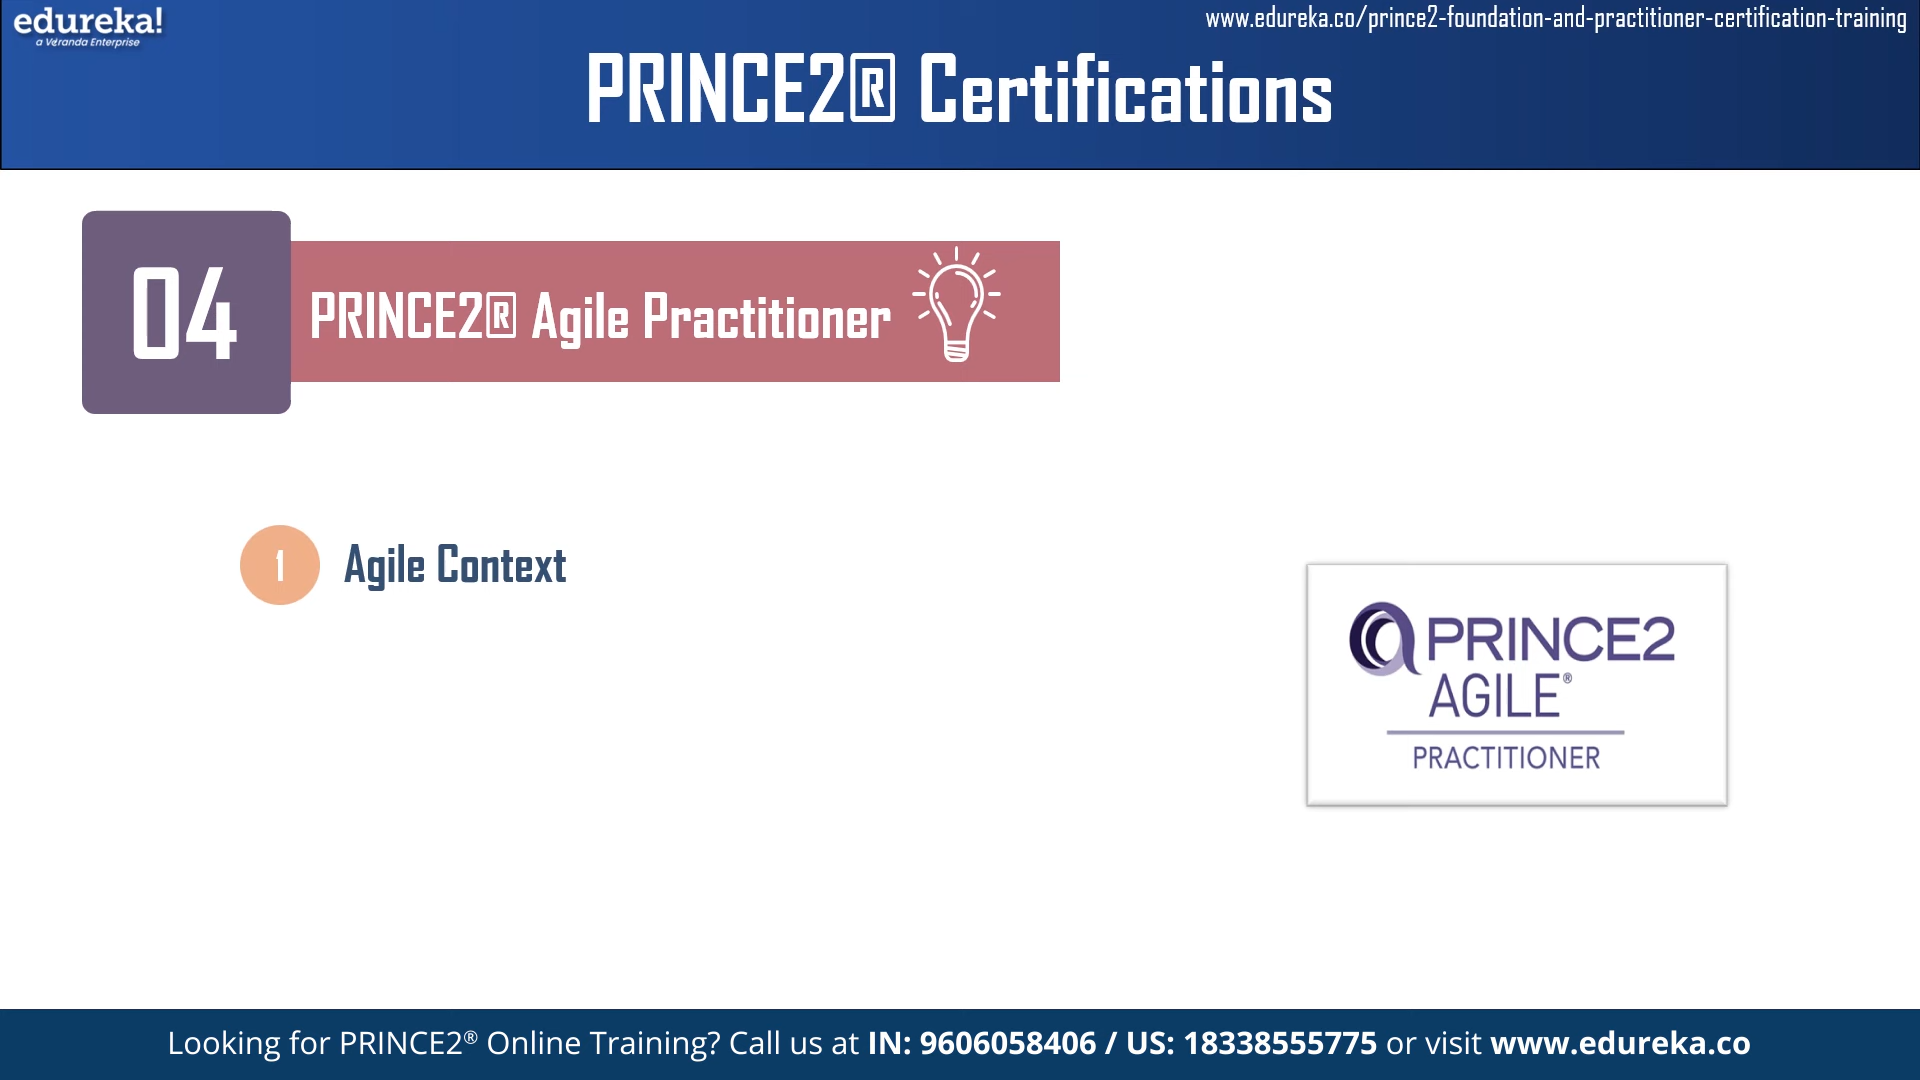 edureka!
a Veranda Enterprise
www.edureka.co/prince2-foundation-and-practitioner-certification-training
PRINCE2® Certifications
04
PRINCE2® Agile Practitioner
1
Agile Context
PRINCE2
AGILE®
PRACTITIONER
Looking for PRINCE2® Online Training? Call us at IN: 9606058406 / US: 18338555775 or visit www.edureka.co